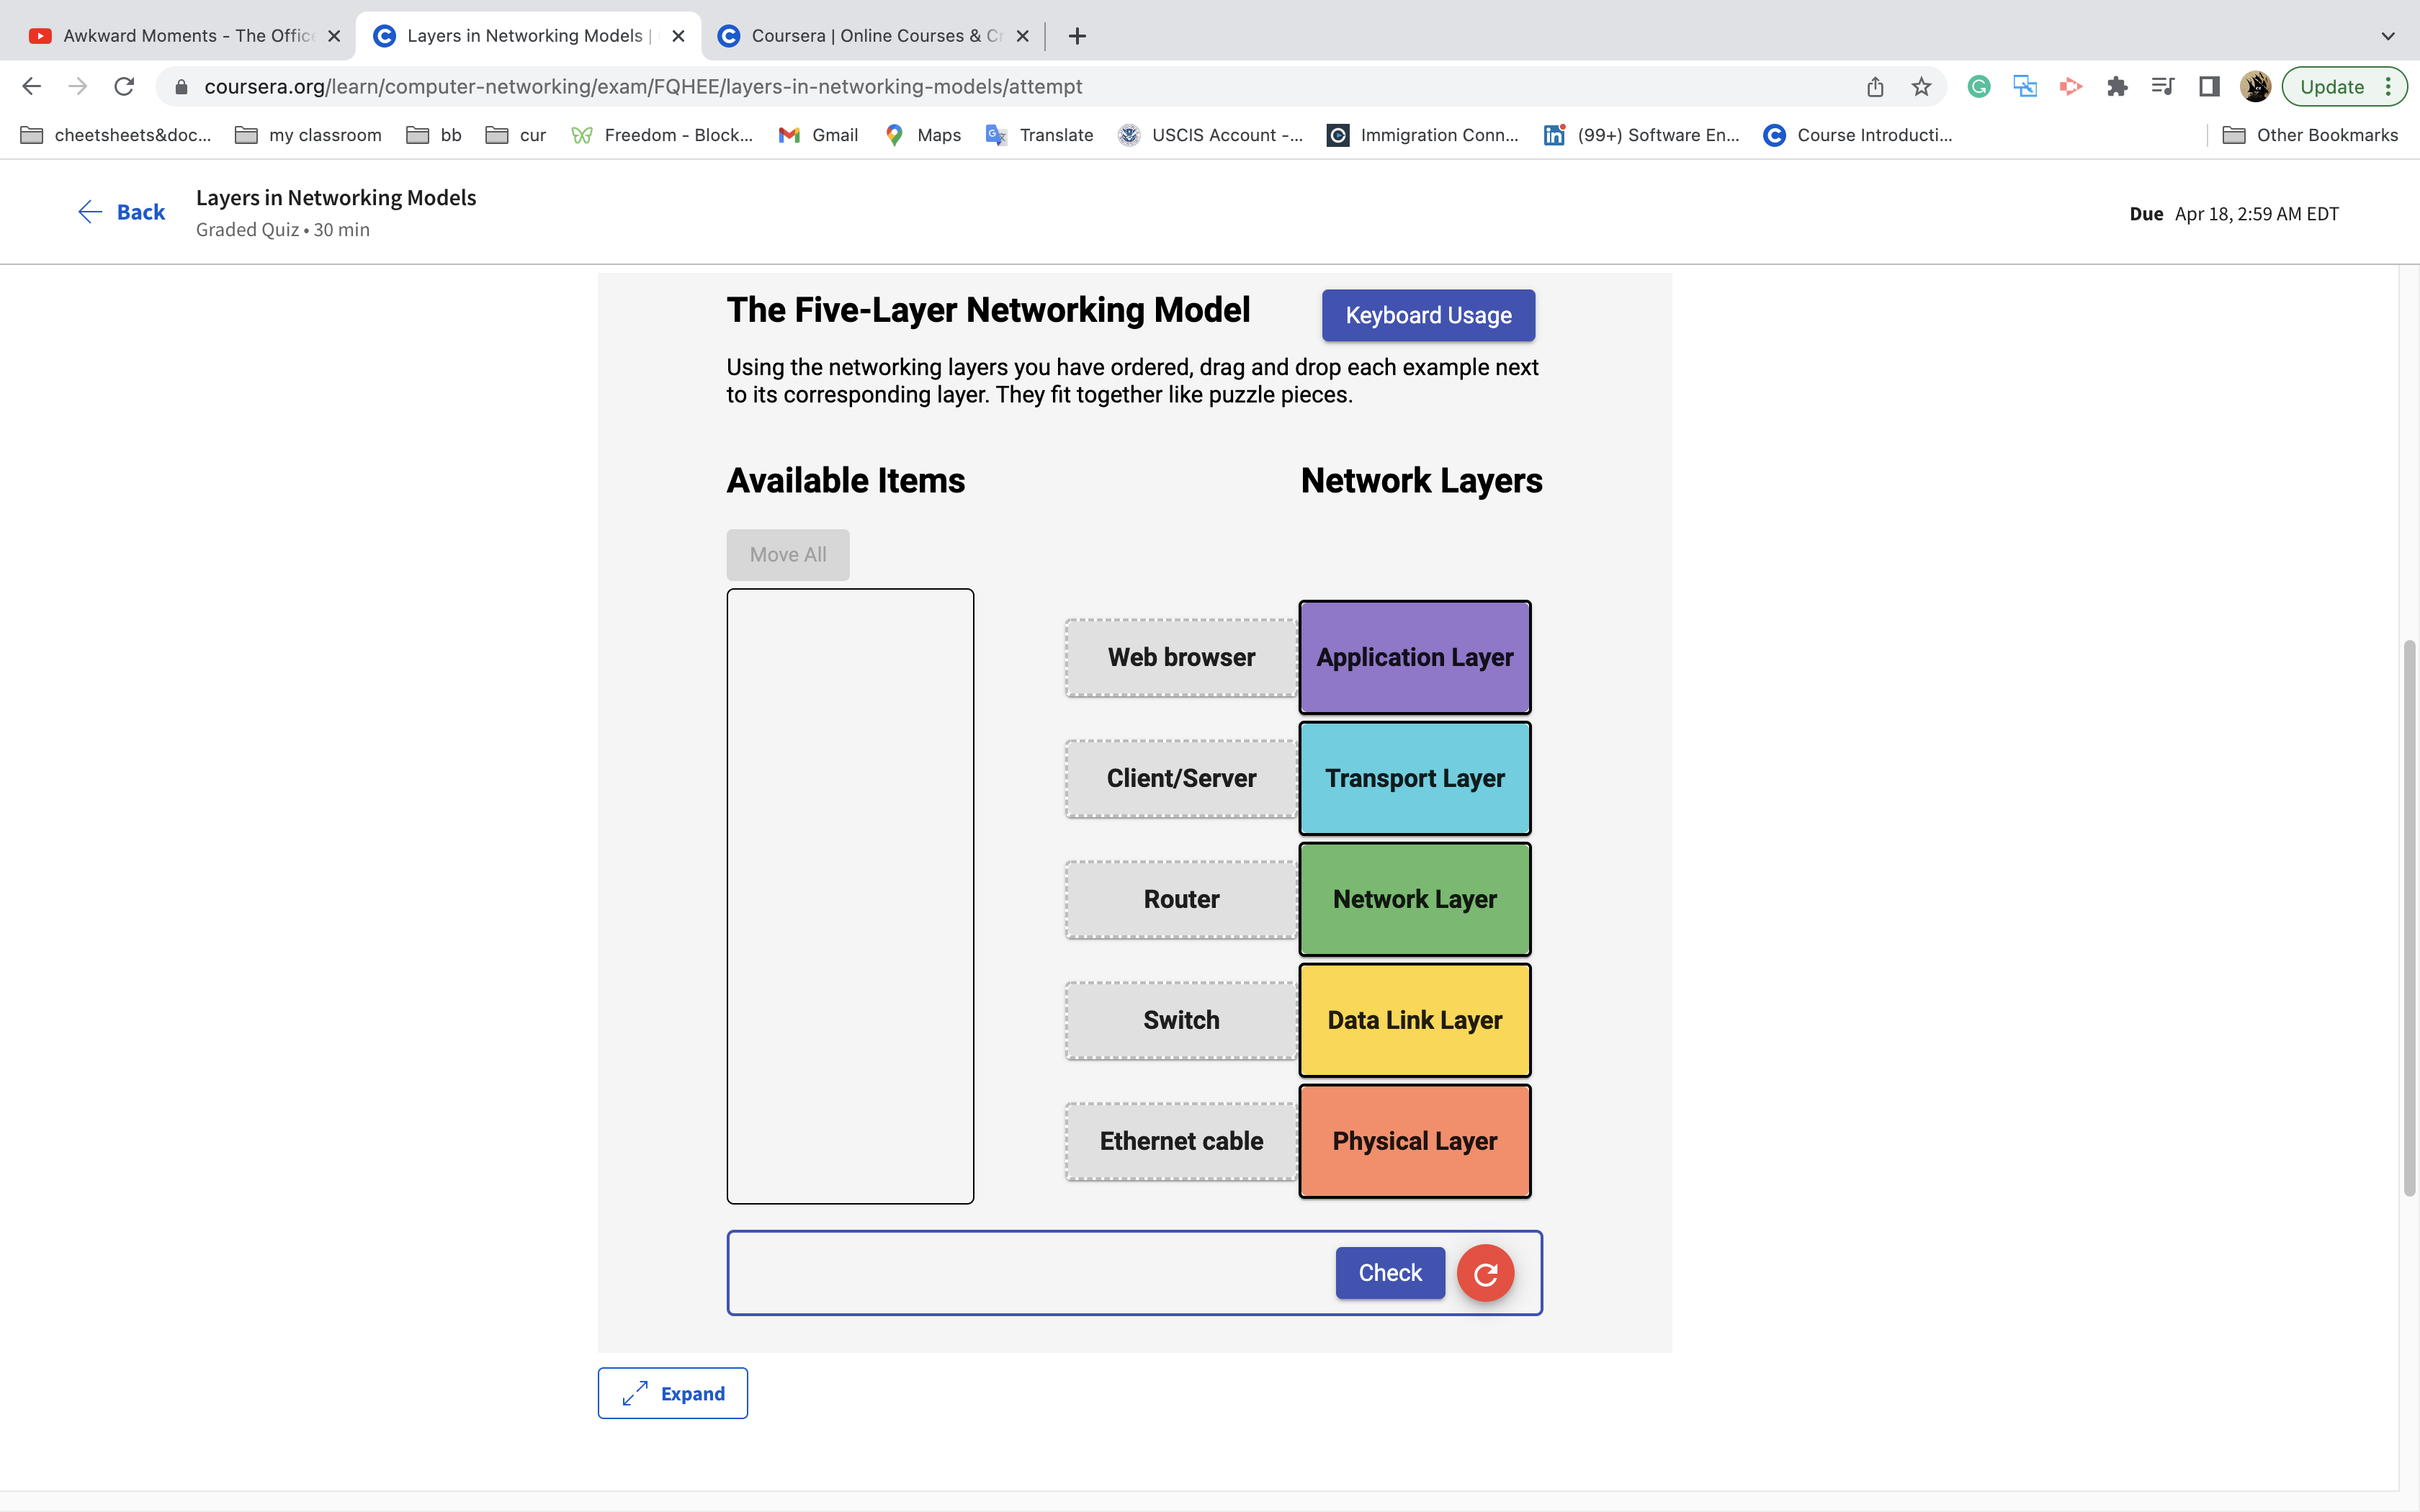 Awkward Moments - The Office
Layers in Networking Models |
Coursera | Online Courses & Cr
coursera.org/learn/computer-networking/exam/FQHEE/layers-in-networking-models/attempt
Update
cheetsheets&doc...
my classroom
bb
cur
Freedom - Block...
Gmail
Maps
Translate
USCIS Account -...
Immigration Conn...
(99+) Software En...
Course Introducti...
Other Bookmarks
Back
Layers in Networking Models
Graded Quiz • 30 min
Due Apr 18, 2:59 AM EDT
The Five-Layer Networking Model
Keyboard Usage
Using the networking layers you have ordered, drag and drop each example next
to its corresponding layer. They fit together like puzzle pieces.
Available Items
Network Layers
Move All
Web browser
Application Layer
Client/Server
Transport Layer
Router
Network Layer
Switch
Data Link Layer
Ethernet cable
Physical Layer
Check
Expand